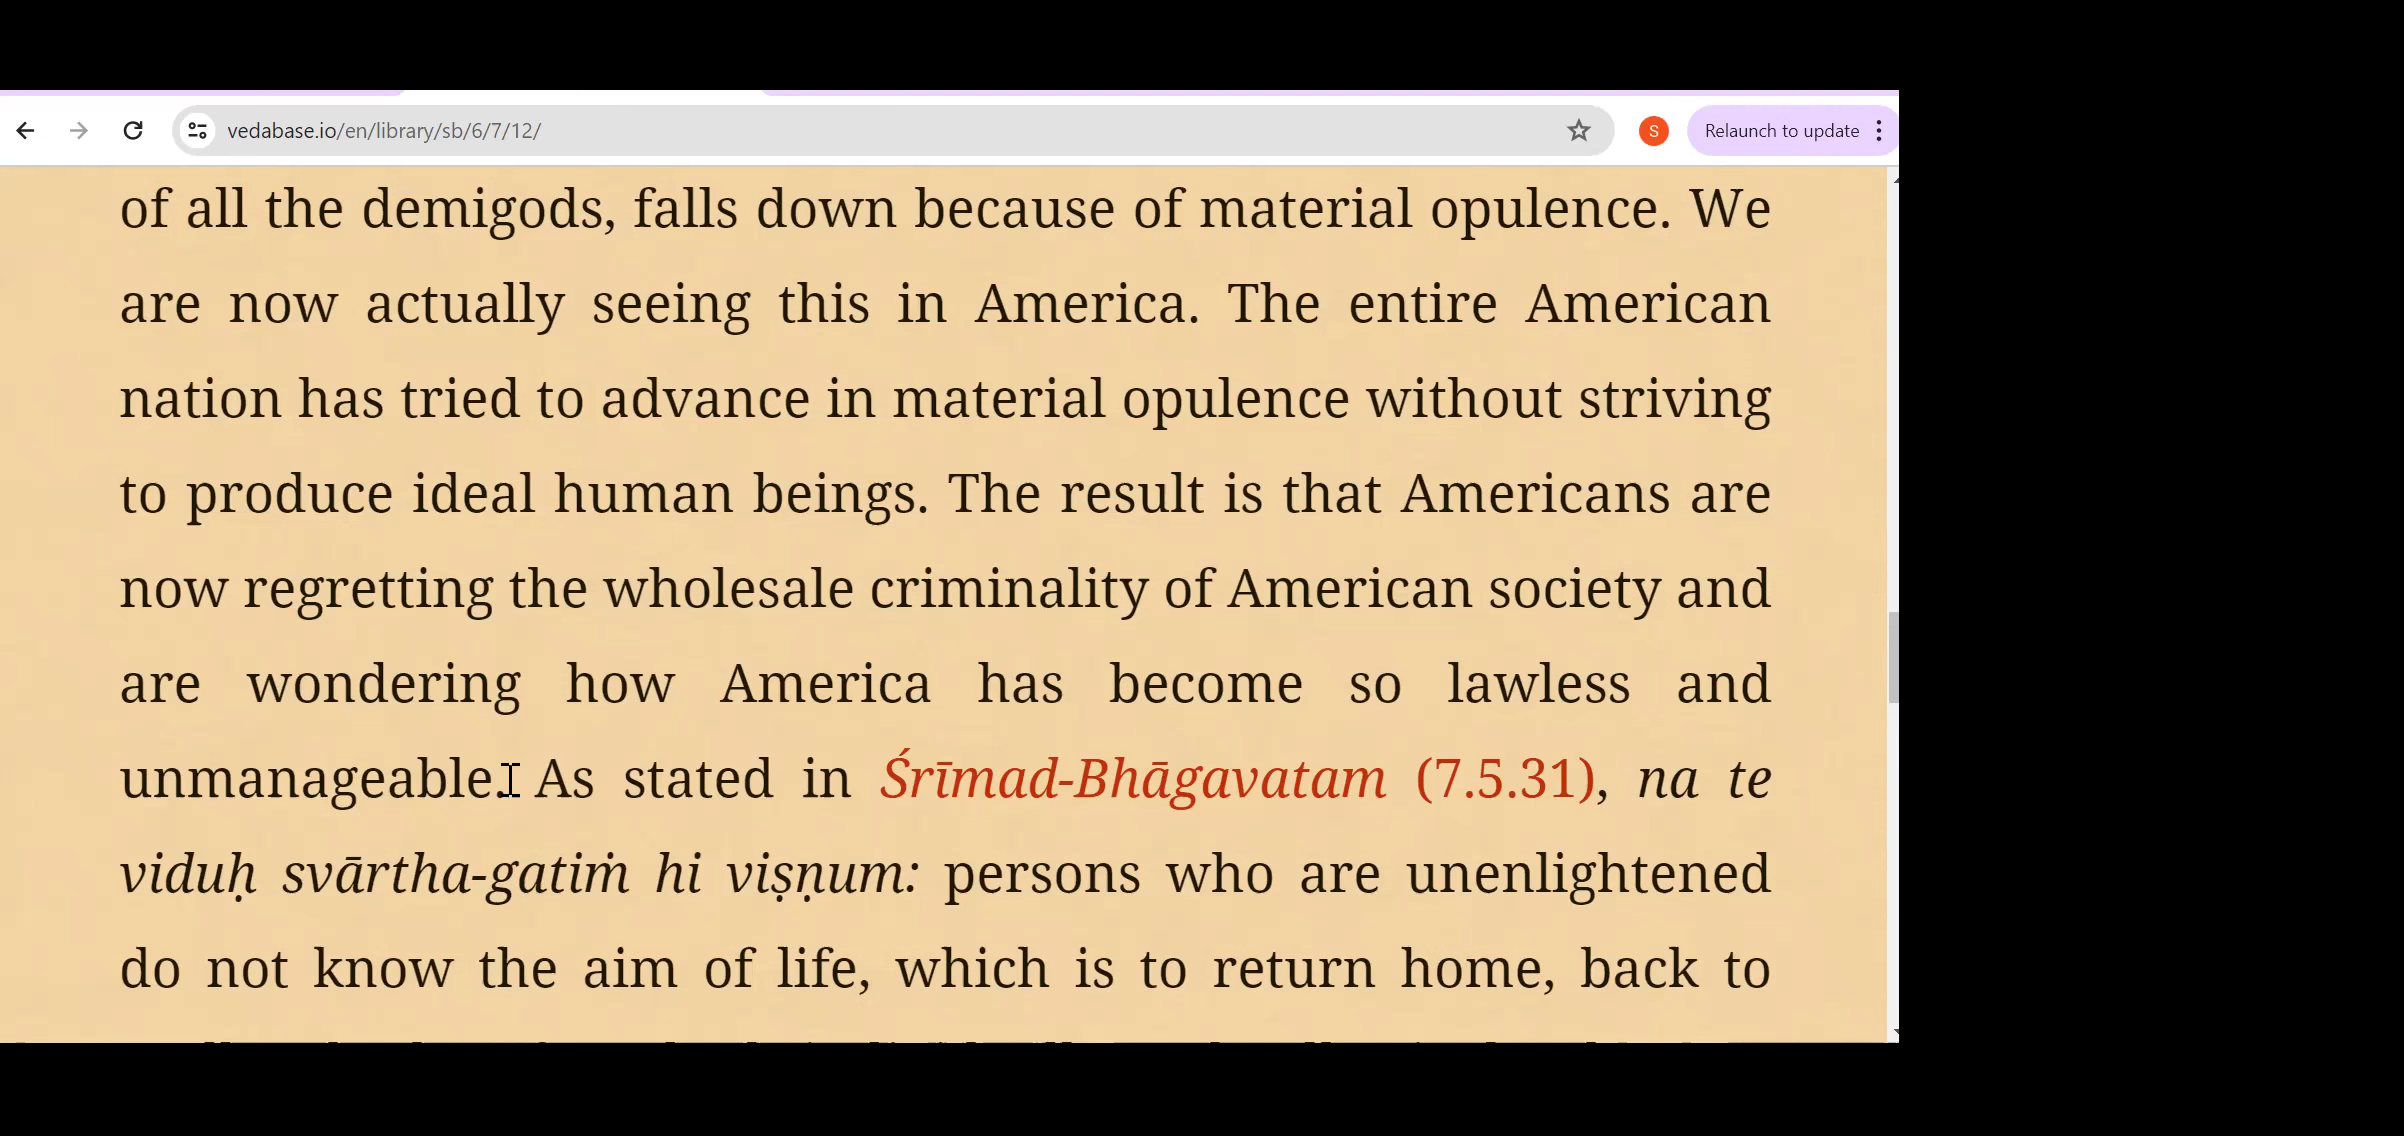 vedabase.io/en/library/sb/6/7/12/
S
Relaunch to update
of all the demigods, falls down because of material opulence. We
are now actually seeing this in America. The entire American
nation has tried to advance in material opulence without striving
to produce ideal human beings. The result is that Americans are
now regretting the wholesale criminality of American society and
are wondering how America has become so lawless and
unmanageable. As stated in Śrīmad-Bhāgavatam (7.5.31), na te
viduḥ svārtha-gatiṁ hi viṣṇum: persons who are unenlightened
do not know the aim of life, which is to return home, back to